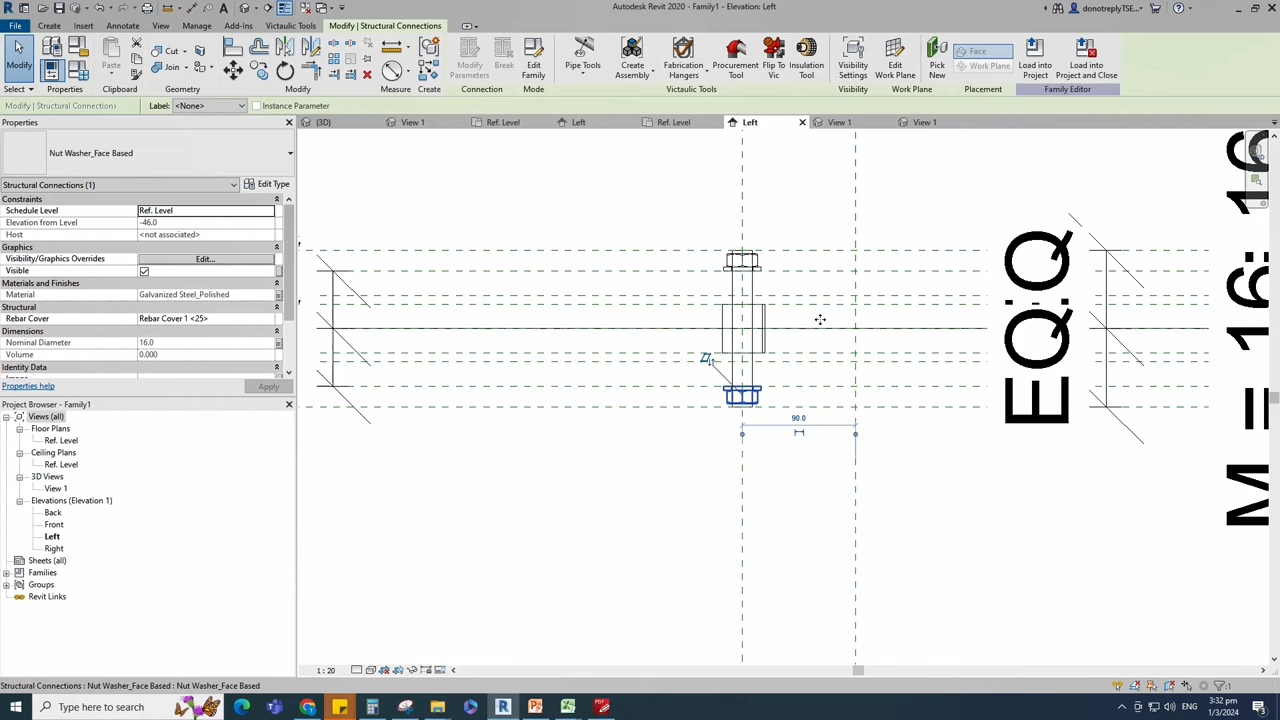 Autodesk Revit 2020 - Family1 - Elevation: Left
donotreplyTSE...
File Create Insert Annotate View Manage Add-Ins Victaulic Tools Modify | Structural Connections
Modify
Paste
Cut
Join
Modify Parameters
Break
Edit Family
Pipe Tools
Create Assembly
Fabrication Hangers
Procurement Tool
Flip To Vic
Insulation Tool
Visibility Settings
Edit Work Plane
Pick New
Face
Work Plane
Load into Project
Load into Project and Close
Select Properties Clipboard Geometry Modify Measure Create Connection Mode Victaulic Tools Visibility Work Plane Placement Family Editor
Modify | Structural Connections Label: <None> Instance Parameter
Properties
{3D} View 1 Ref. Level Left Ref. Level Left View 1 View 1
Nut Washer_Face Based
Structural Connections (1) Edit Type
Constraints
Schedule Level Ref. Level
Elevation from Level -46.0
Host <not associated>
Graphics
Visibility/Graphics Overrides Edit...
Visible
Materials and Finishes
Material Galvanized Steel_Polished
Structural
Rebar Cover Rebar Cover 1 <25>
Dimensions
Nominal Diameter 16.0
Volume 0.000
Identity Data
Properties help Apply
Project Browser - Family1
Views (all)
Floor Plans
Ref. Level
Ceiling Plans
Ref. Level
3D Views
View 1
Elevations (Elevation 1)
Back
Front
Left
Right
Sheets (all)
Families
Groups
Revit Links
90.0
EQ:Q
M = 16: 16
1 : 20
Structural Connections : Nut Washer_Face Based : Nut Washer_Face Based
:1
Type here to search
ENG
3:32 pm
1/3/2024